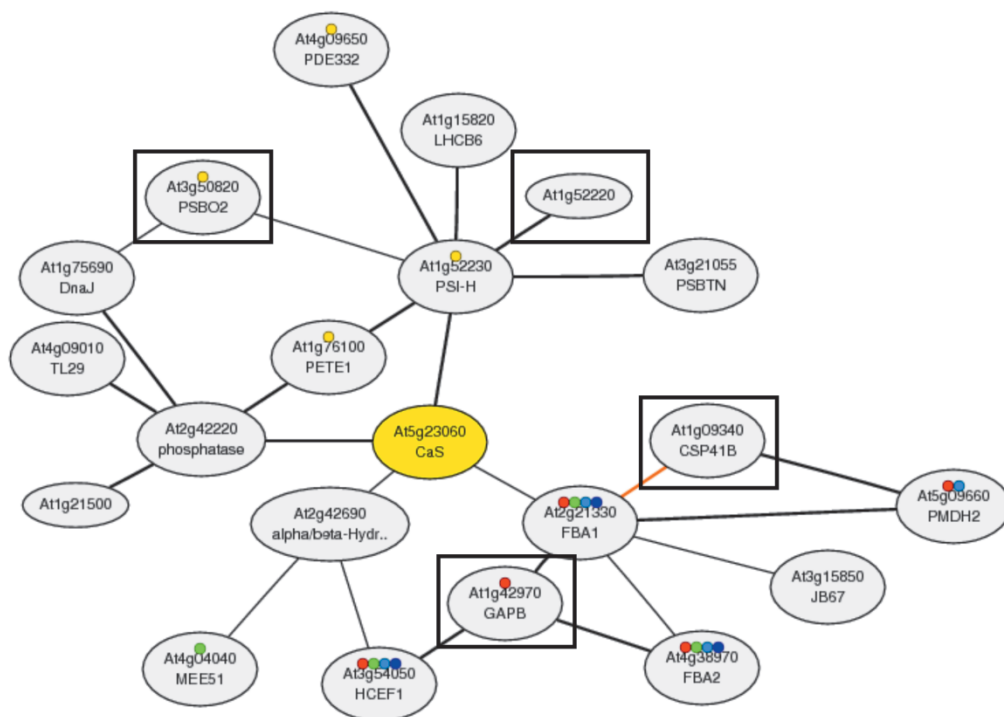 At4g09650
PDE332
At1g15820
LHCB6
At3g50820
PSBO2
At1g52220
At1g75690
DnaJ
At1g52230
PSI-H
At3g21055
PSBTN
At4g09010
TL29
At1g76100
PETE1
At2g42220
phosphatase
At5g23060
CaS
At1g09340
CSP41B
At1g21500
At2g42690
alpha/beta-Hydr..
At2g21330
FBA1
At5g09660
PMDH2
At1g42970
GAPB
At3g15850
JB67
At4g04040
MEE51
At3g54050
HCEF1
At4g38970
FBA2